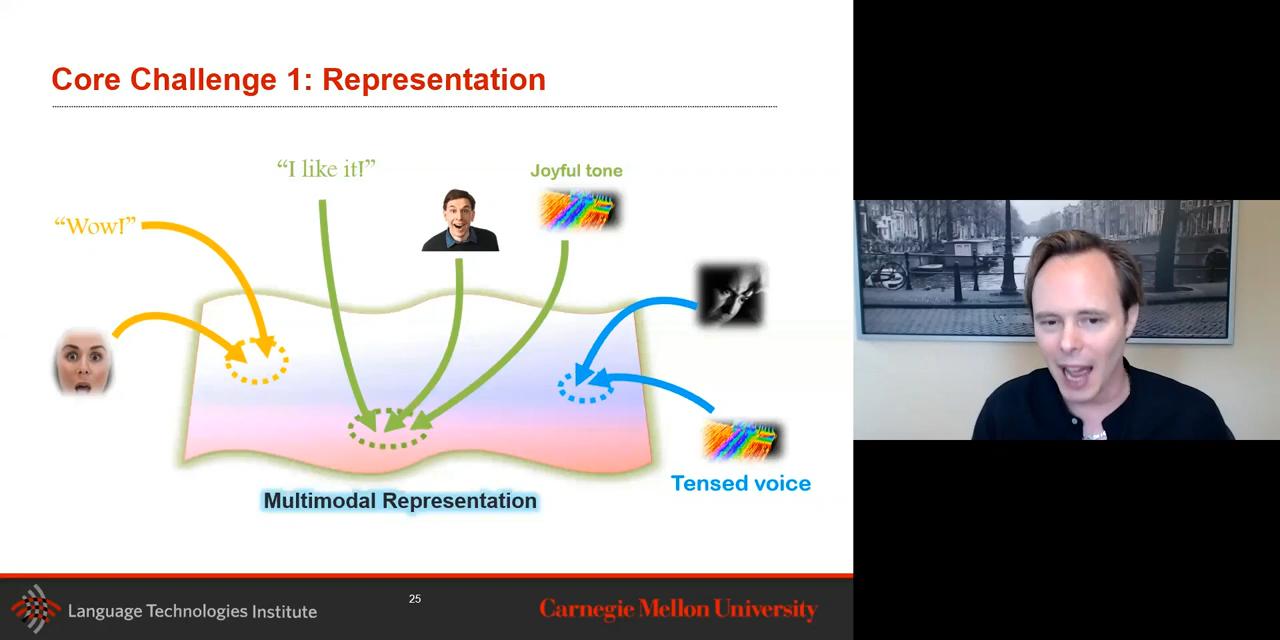 Core Challenge 1: Representation
“I like it!”
Joyful tone
“Wow!”
Tensed voice
Multimodal Representation
Language Technologies Institute
25
Carnegie Mellon University